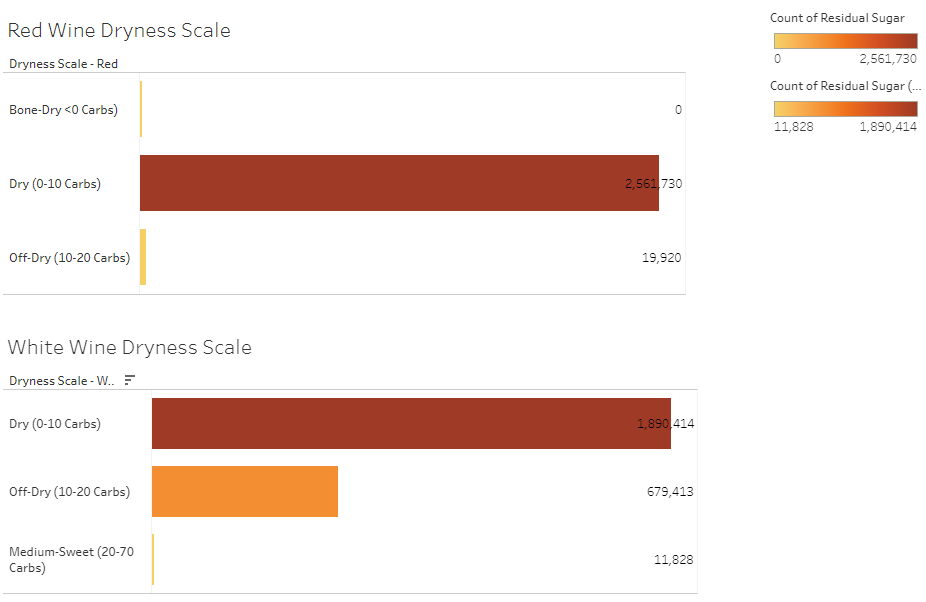 Red Wine Dryness Scale
Dryness Scale - Red
Bone-Dry <0 Carbs)
0
Dry (0-10 Carbs)
2,561,730
Off-Dry (10-20 Carbs)
19,920
Count of Residual Sugar
0
2,561,730
Count of Residual Sugar (...
11,828
1,890,414
White Wine Dryness Scale
Dryness Scale - W..
Dry (0-10 Carbs)
1,890,414
Off-Dry (10-20 Carbs)
679,413
Medium-Sweet (20-70
Carbs)
11,828